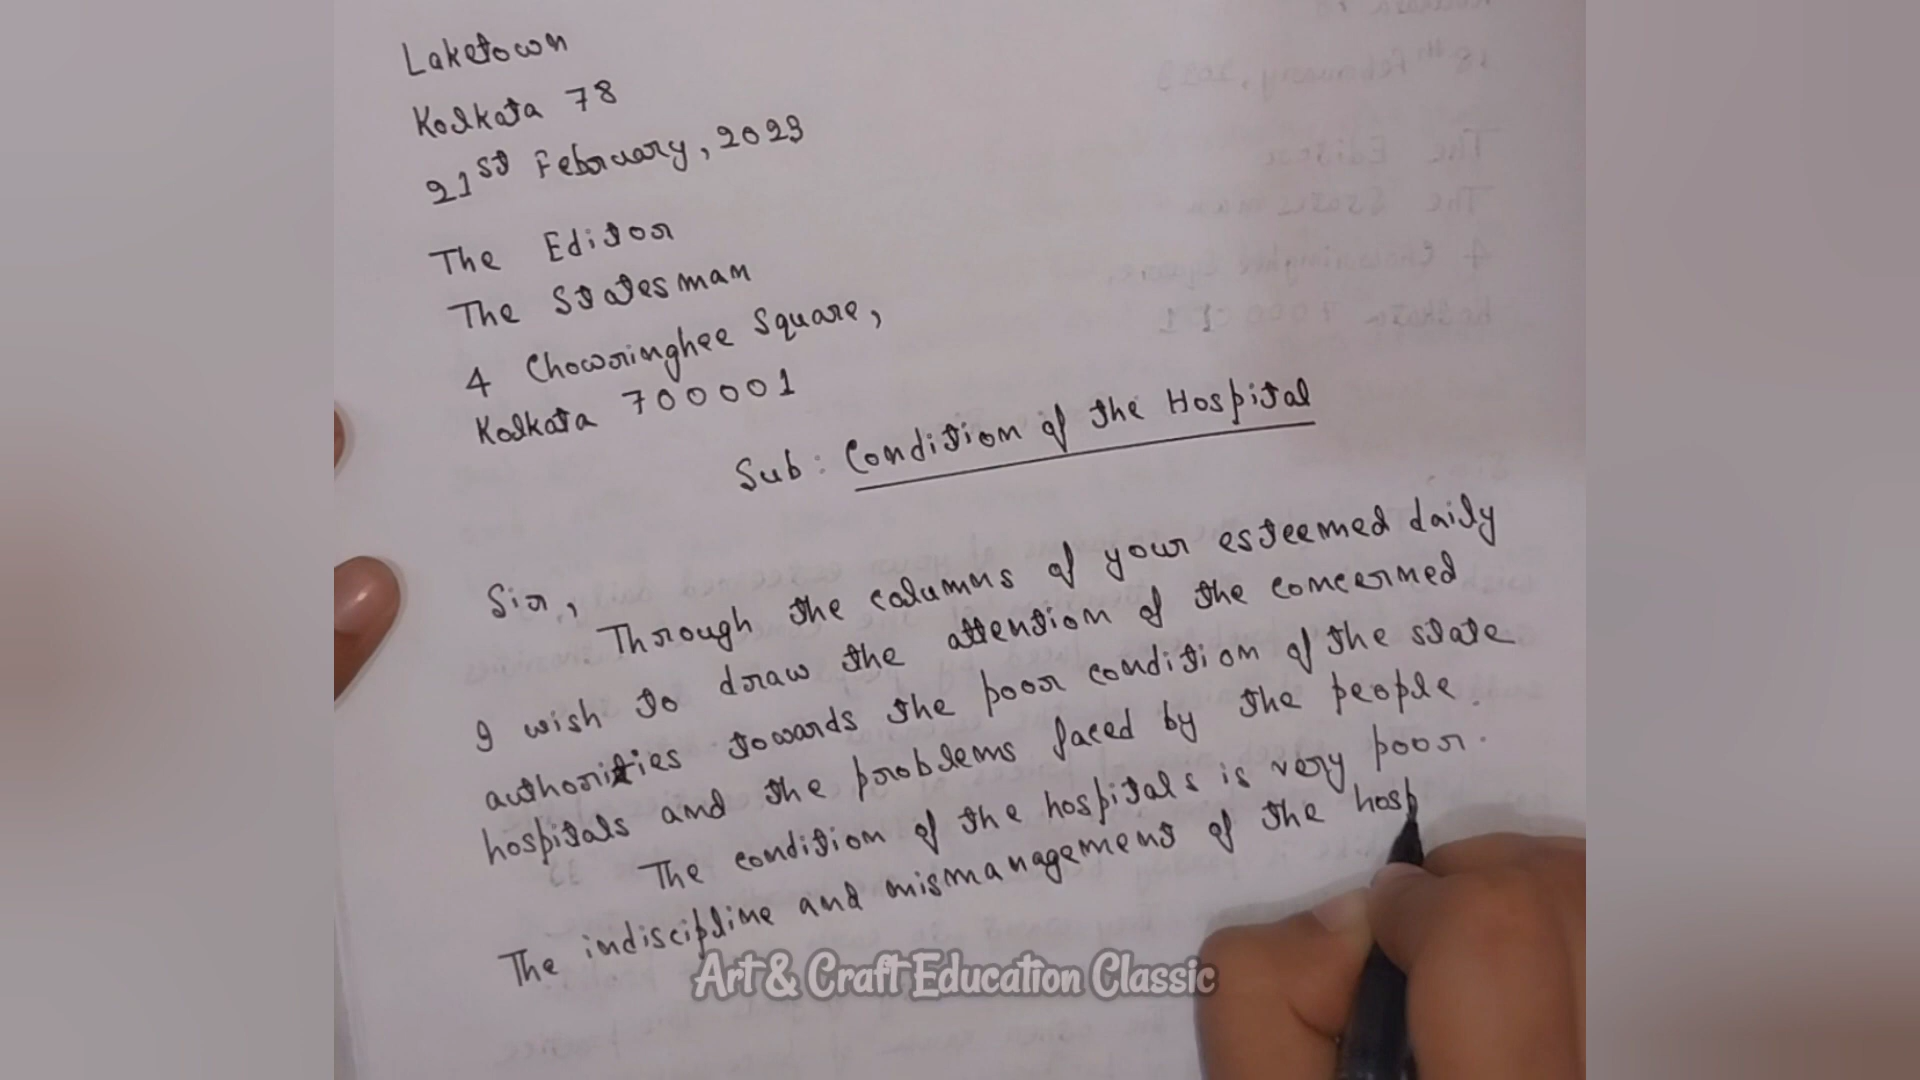 Laketown
Kolkata 78
21st February, 2023
The Editor
The Statesman
4 Chowringhee Square,
Kolkata 700001
Sub: Condition of the Hospital
Sir,
Through the columns of your esteemed daily
I wish to draw the attention of the concerned
authorities towards the poor condition of the state
hospitals and the problems faced by the people.
The condition of the hospitals is very poor.
The indiscipline and mismanagement of the hosp
Art & Craft Education Classic